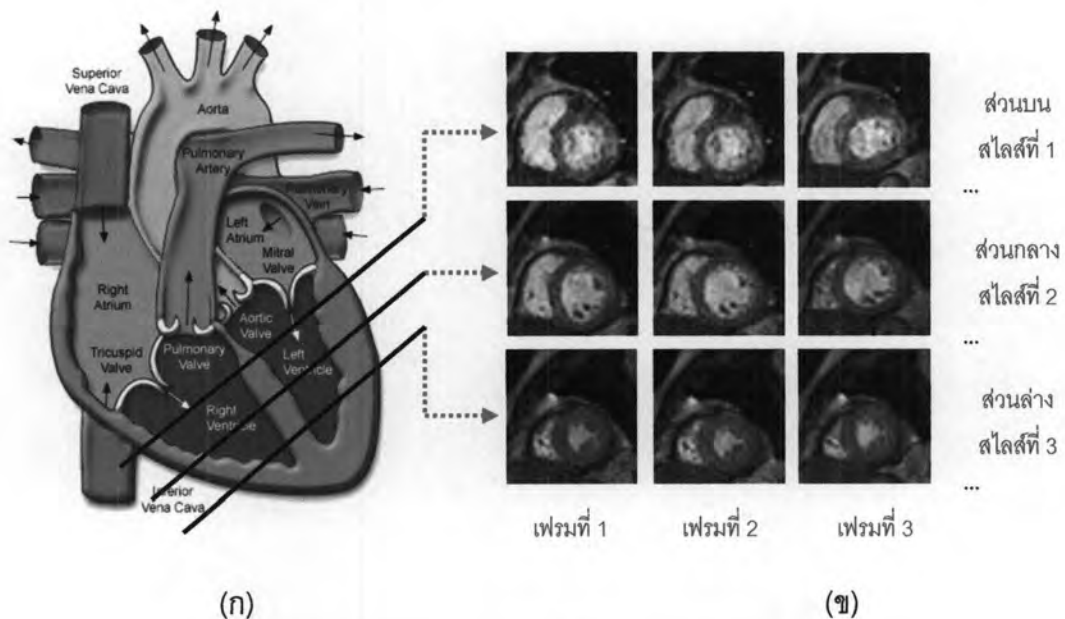 Superior
Vena Cava
Aorta
Pulmonary
Artery
Pulmonary
Vein
Left
Atrium
Mitral
Valve
Right
Atrium
Aortic
Valve
Tricuspid
Valve
Pulmonary
Valve
Left
Ventricle
Right
Ventricle
Inferior
Vena Cava
ส่วนบน
สไลส์ที่ 1
...
ส่วนกลาง
สไลส์ที่ 2
...
ส่วนล่าง
สไลส์ที่ 3
...
เฟรมที่ 1
เฟรมที่ 2
เฟรมที่ 3
(ก)
(ข)